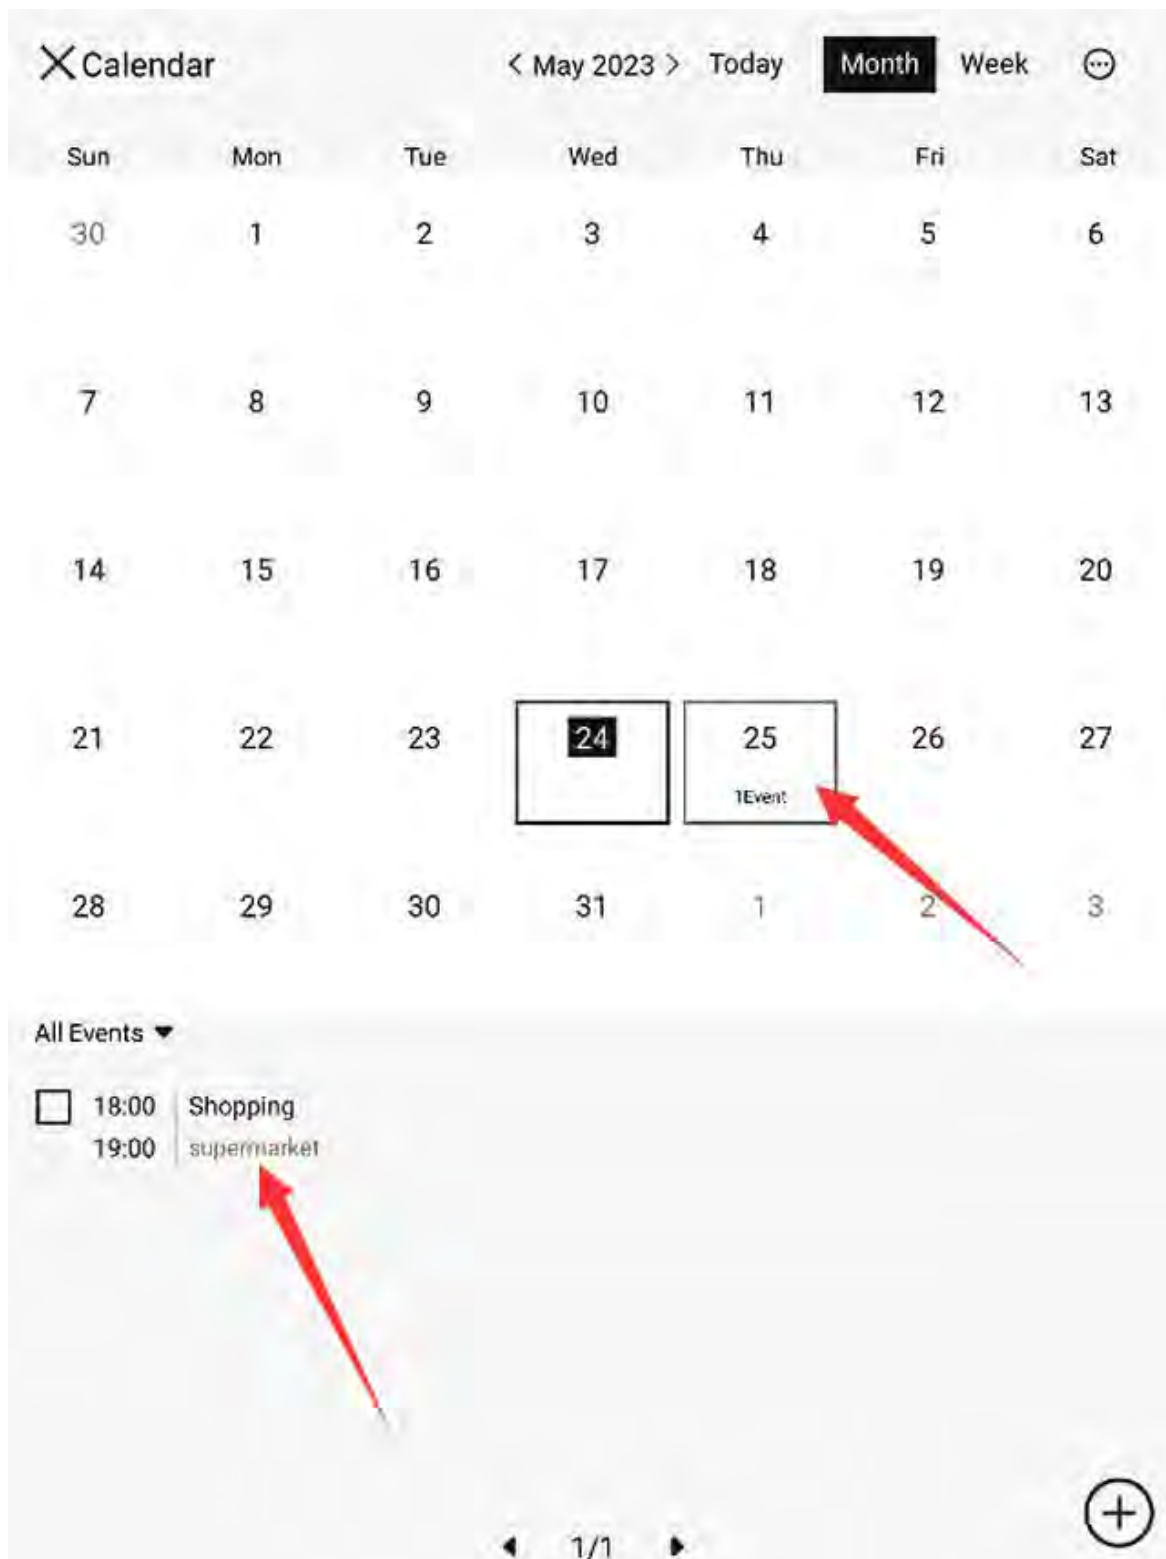 Calendar < May 2023 > Today Month Week
Sun Mon Tue Wed Thu Fri Sat
30 1 2 3 4 5 6
7 8 9 10 11 12 13
14 15 16 17 18 19 20
21 22 23 24 25 26 27
1Event
28 29 30 31 1 2 3
All Events
18:00 Shopping
19:00 supermarket
1/1